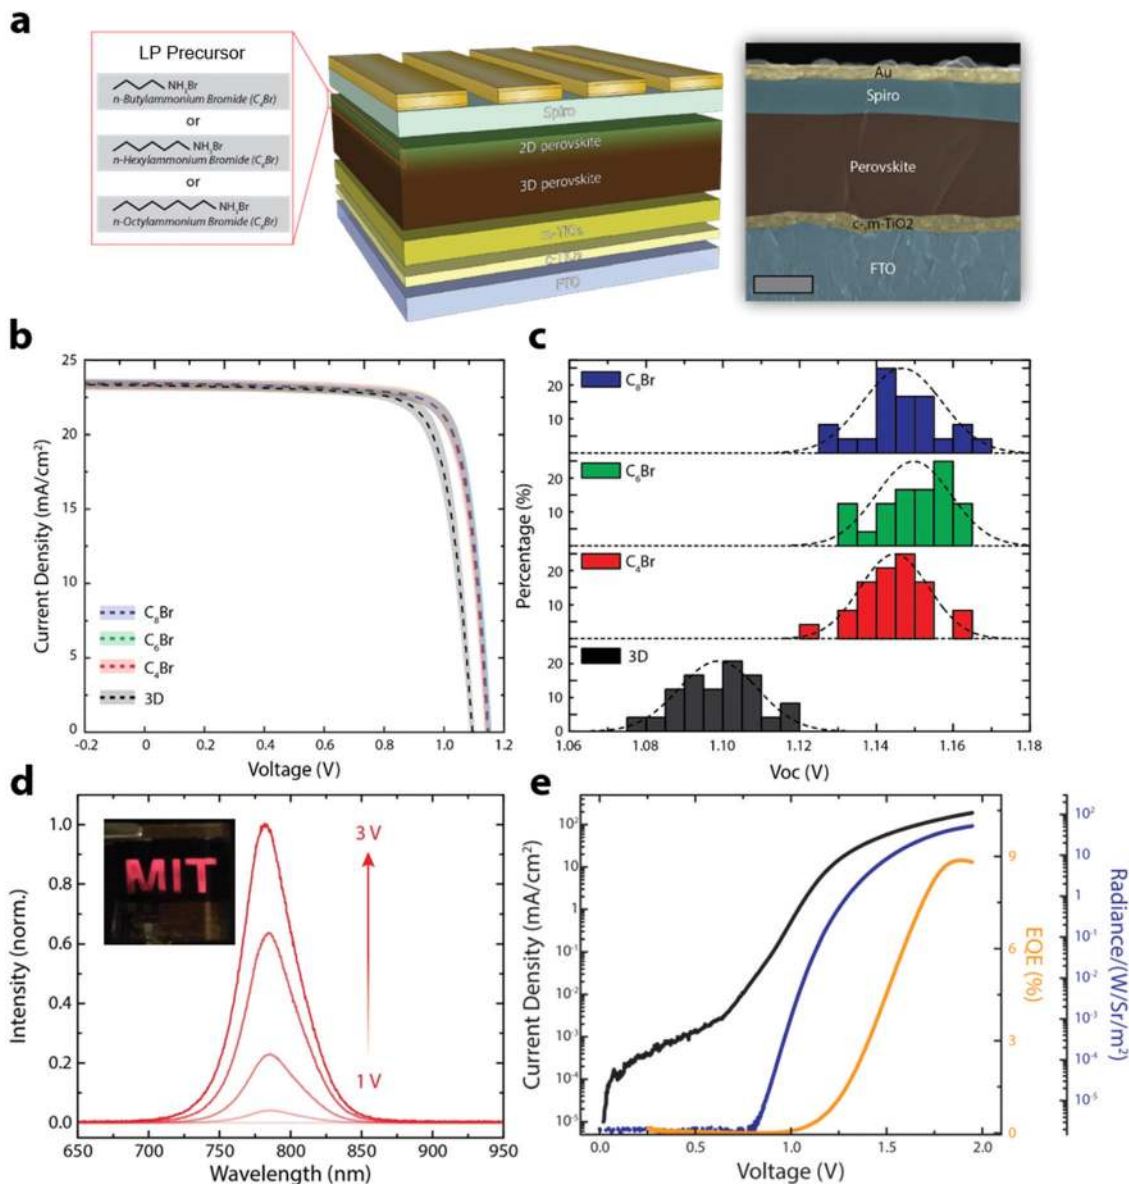 a
LP Precursor
NH₃Br
n-Butylammonium Bromide (C₄Br)
or
NH₃Br
n-Hexylammonium Bromide (C₆Br)
or
NH₃Br
n-Octylammonium Bromide (C₈Br)
Spiro
2D perovskite
3D perovskite
m-TiO₂
FTO
Au
Spiro
Perovskite
c-,m-TiO2
FTO
b
25
20
15
10
5
0
-0.2
0
0.2
0.4
0.6
0.8
1.0
1.2
Current Density (mA/cm²)
Voltage (V)
C₈Br
C₆Br
C₄Br
3D
c
C₈Br
20
10
C₆Br
20
10
C₄Br
20
10
3D
20
10
0
1.06
1.08
1.10
1.12
1.14
1.16
1.18
Percentage (%)
Voc (V)
d
1.0
0.8
0.6
0.4
0.2
0.0
650
700
750
800
850
900
950
Intensity (norm.)
Wavelength (nm)
MIT
3 V
1 V
e
10²
10
1
10⁻¹
10⁻²
10⁻³
10⁻⁴
10⁻⁵
Current Density (mA/cm²)
0.0
0.5
1.0
1.5
2.0
Voltage (V)
9
6
3
0
EQE (%)
10²
10
1
10⁻¹
10⁻²
10⁻³
10⁻⁴
10⁻⁵
Radiance/(W/Sr/m²)